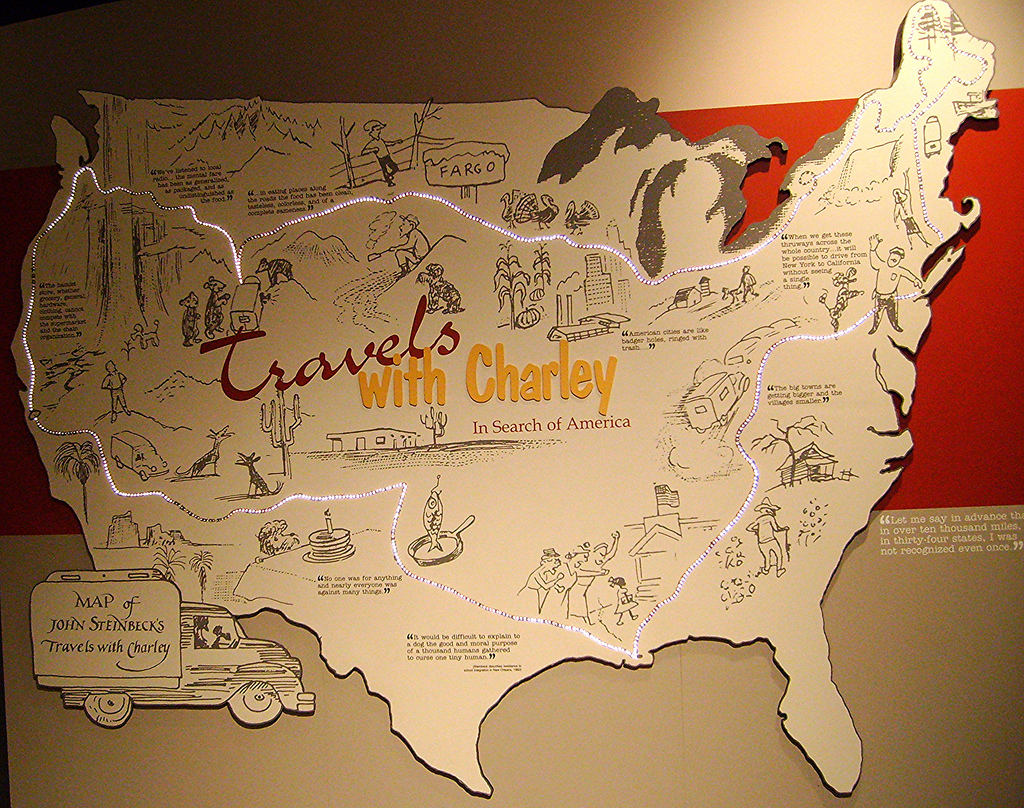 “We've listened to local
radio... the mental fare
has been as generalized,
as packaged, and as
undistinguished as
the food.”
“...in eating places along
the roads the food has been clean,
tasteless, colorless, and of a
complete sameness.”
FARGO
“When we get these
thruways across the
whole country...it will
be possible to drive from
New York to California
without seeing
a single
thing.”
“The hamlet
store, whether
grocery, general,
hardware,
clothing, cannot
compete with
the supermarket
and the chain
organization.”
“American cities are like
badger holes, ringed with
trash...”
Travels
with Charley
In Search of America
“The big towns are
getting bigger and the
villages smaller.”
“Let me say in advance tha
in over ten thousand miles,
in thirty-four states, I was
not recognized even once.”
“No one was for anything
and nearly everyone was
against many things.”
“It would be difficult to explain to
a dog the good and moral purpose
of a thousand humans gathered
to curse one tiny human.”
MAP of
JOHN STEINBECK'S
Travels with Charley